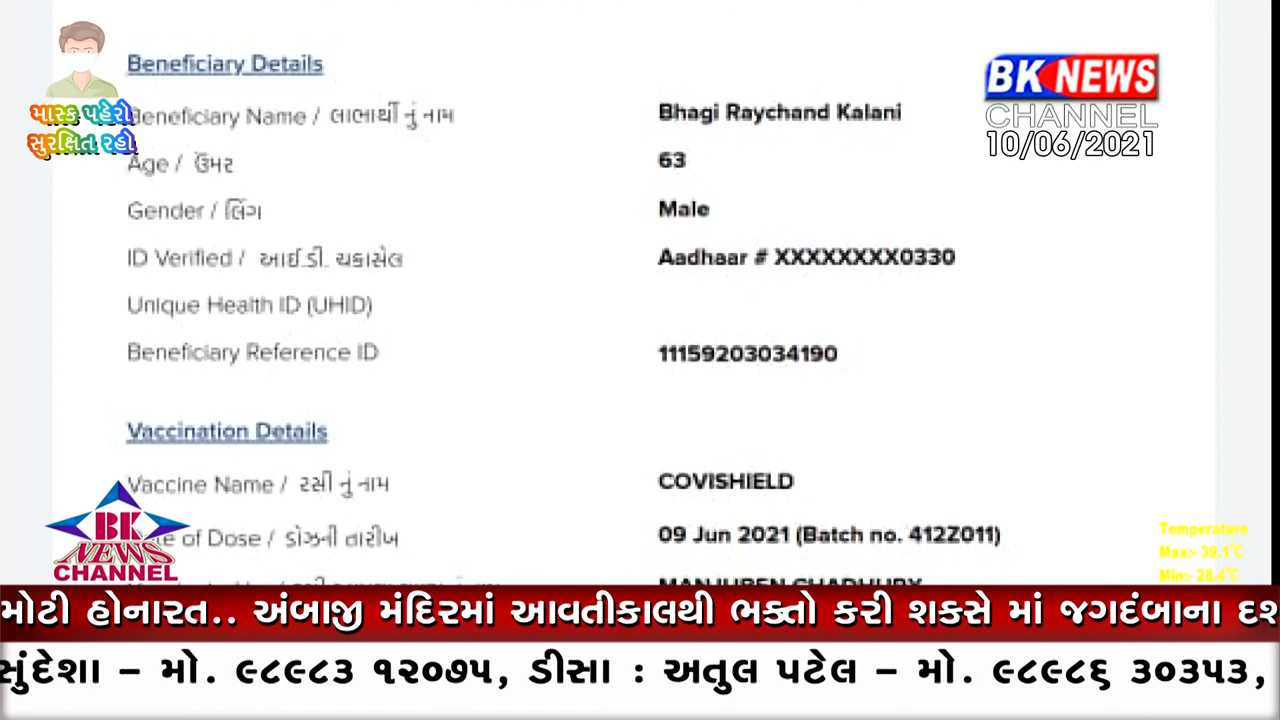 Beneficiary Details
Beneficiary Name / લાભાર્થી નું નામ
Bhagi Raychand Kalani
Age / ઉંમર
63
Gender / લિંગ
Male
ID Verified / આઈ.ડી. ચકાસેલ
Aadhaar # XXXXXXXX0330
Unique Health ID (UHID)
Beneficiary Reference ID
11159203034190
Vaccination Details
Vaccine Name / રસી નું નામ
COVISHIELD
of Dose / ડોઝની તારીખ
09 Jun 2021 (Batch no. 412Z011)
MANJUBEN CHADHURY
માસ્ક પહેરો
સુરક્ષિત રહો
BK NEWS
CHANNEL
10/06/2021
BK
NEWS
CHANNEL
Temperature
Max:- 39.1°C
Min:- 28.4°C
મોટી હોનારત.. અંબાજી મંદિરમાં આવતીકાલથી ભક્તો કરી શકસે માં જગદંબાના દશ
સુંદેશા – મો. ૯૮૯૮૩ ૧૨૦૭૫, ડીસા : અતુલ પટેલ – મો. ૯૮૯૮૬ ૩૦૩૫૩,